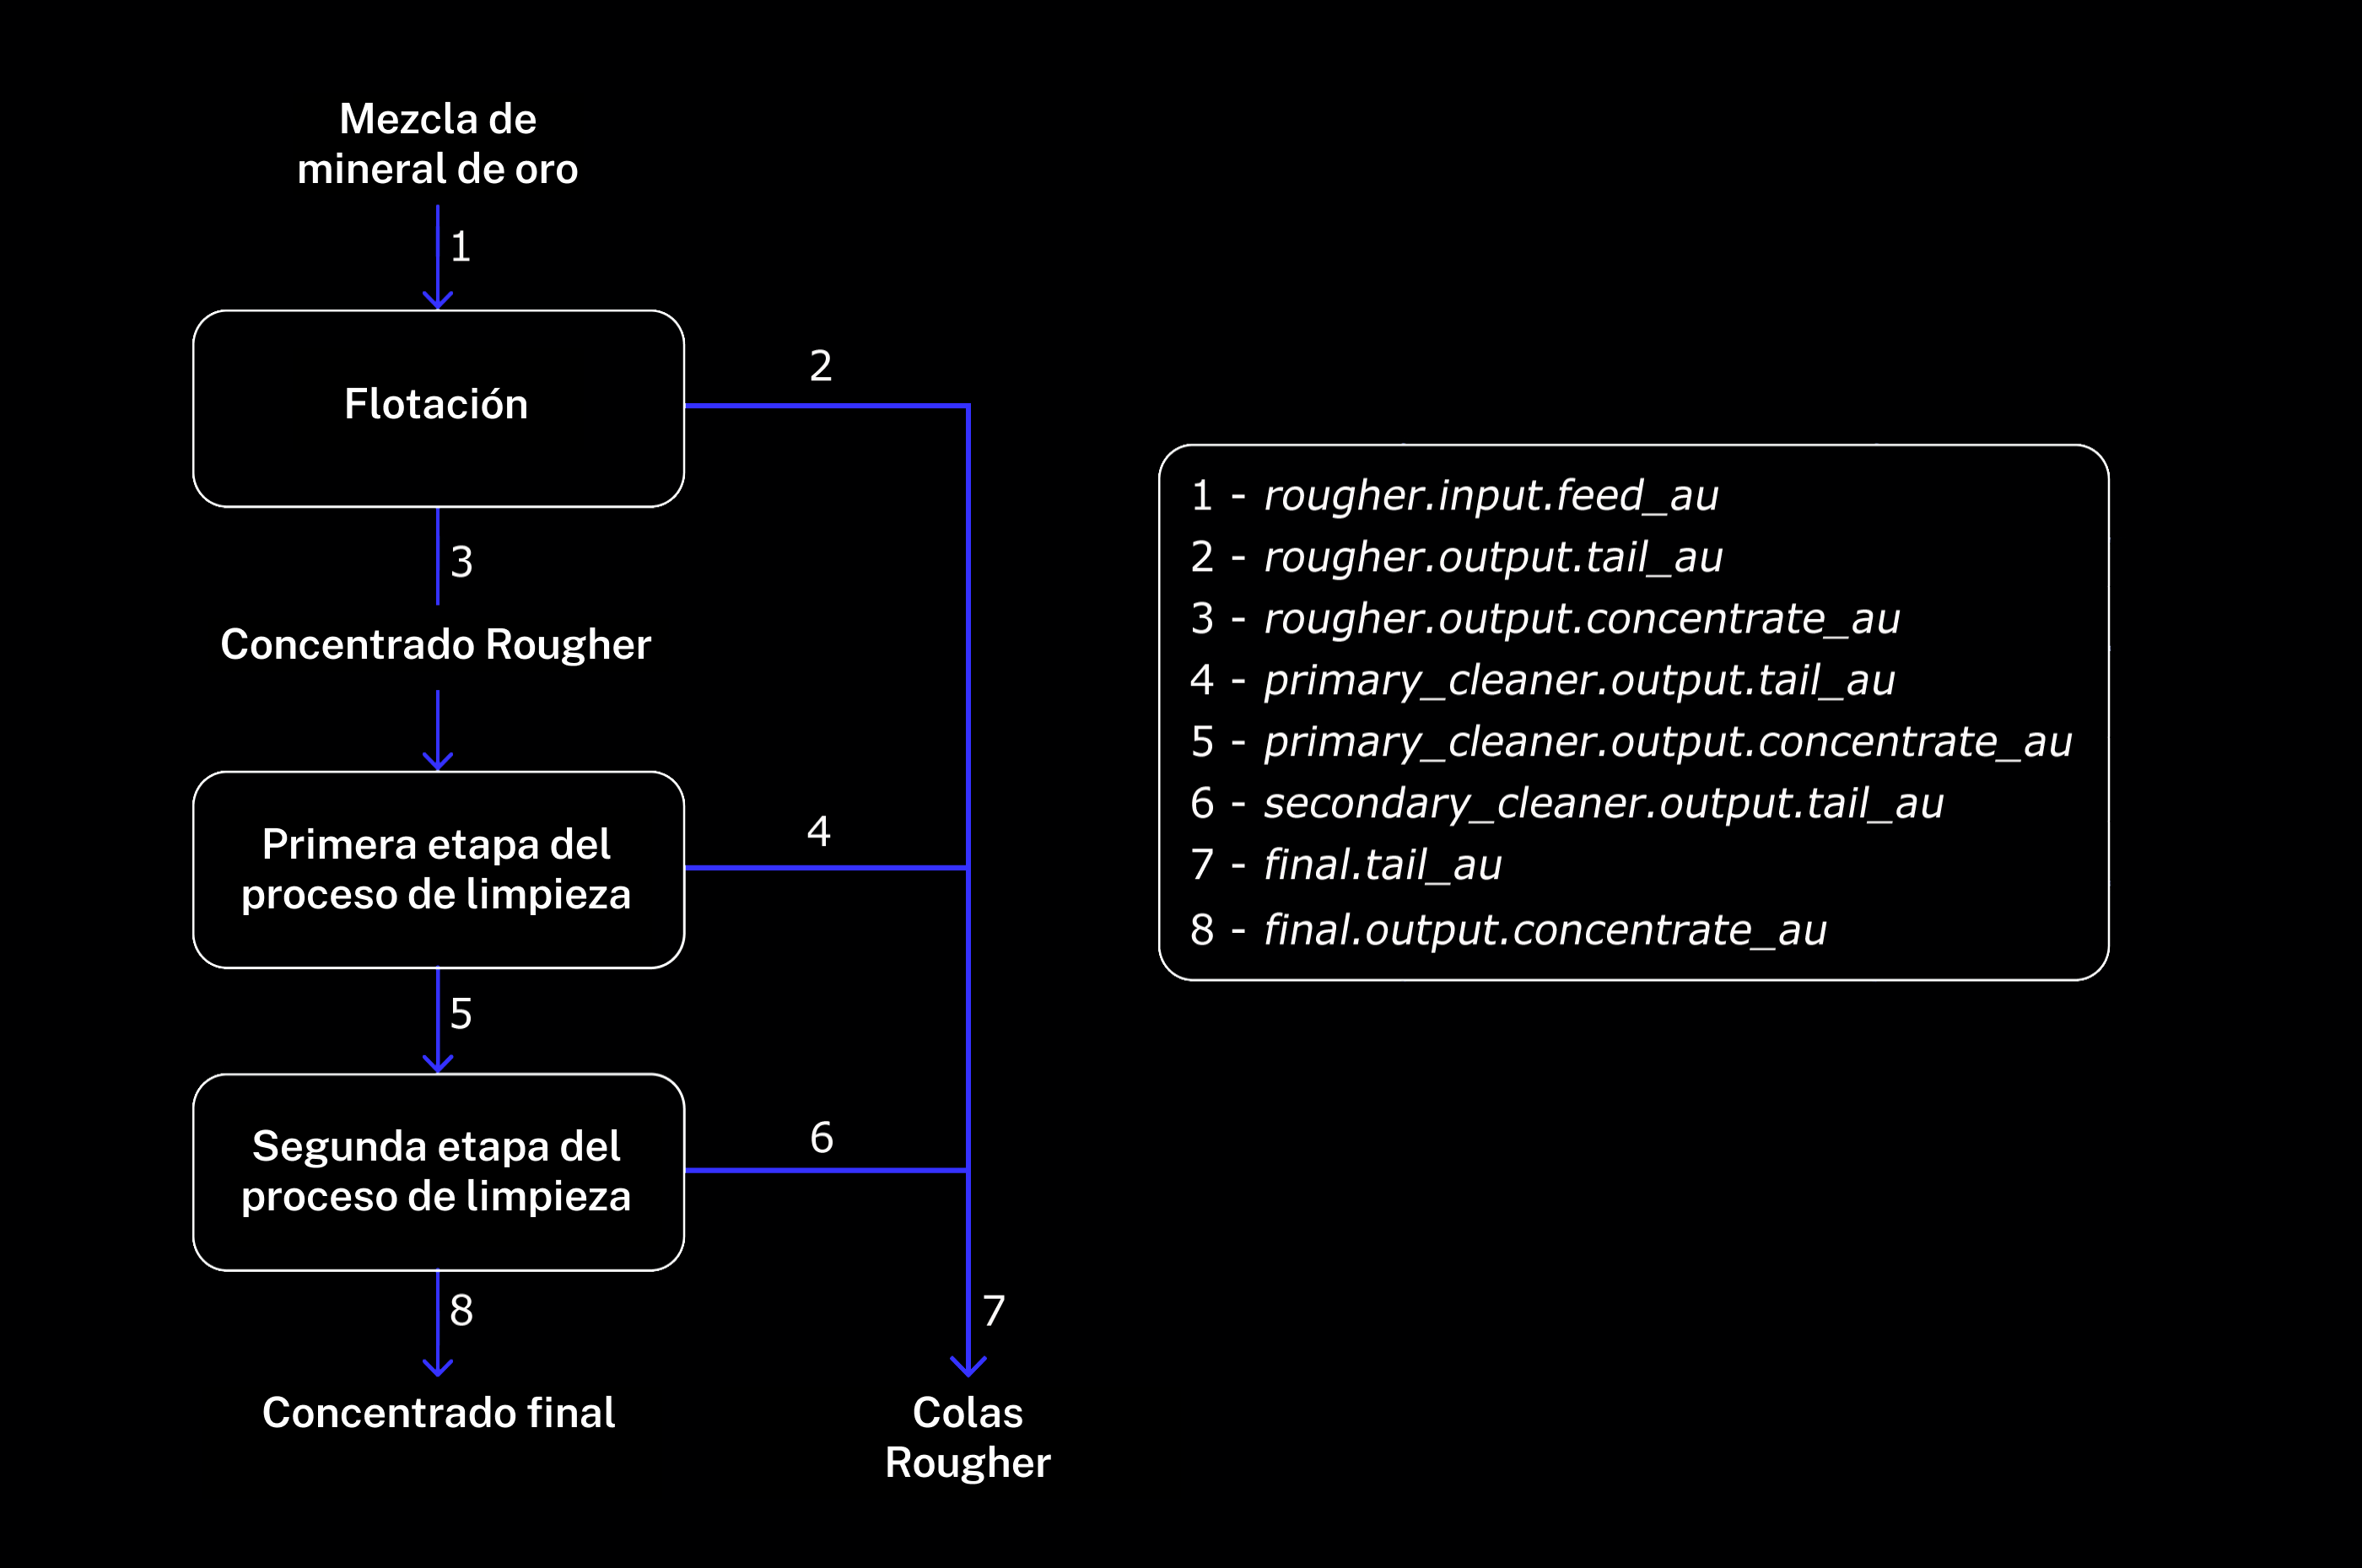 Mezcla de
mineral de oro
1
Flotación
2
3
Concentrado Rougher
Primera etapa del
proceso de limpieza
4
5
Segunda etapa del
proceso de limpieza
6
8
7
Concentrado final
Colas
Rougher
1 - rougher.input.feed_au
2 - rougher.output.tail_au
3 - rougher.output.concentrate_au
4 - primary_cleaner.output.tail_au
5 - primary_cleaner.output.concentrate_au
6 - secondary_cleaner.output.tail_au
7 - final.tail_au
8 - final.output.concentrate_au